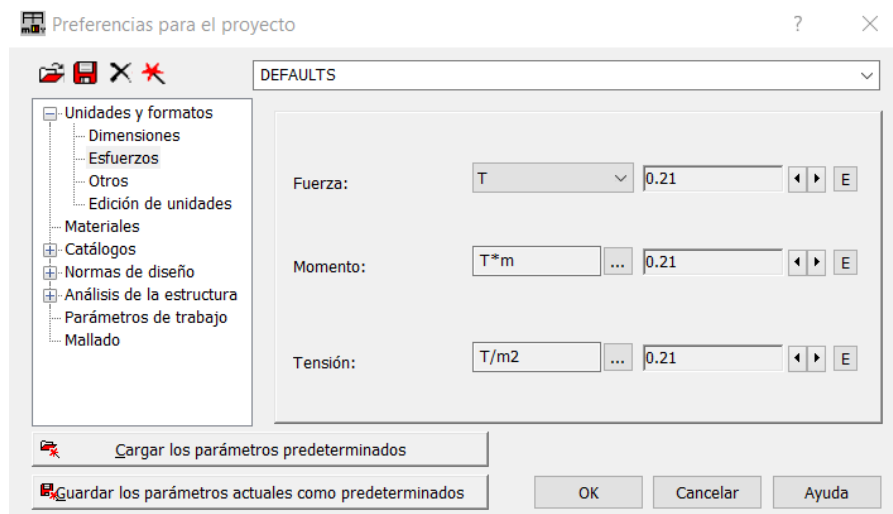 Preferencias para el proyecto
DEFAULTS
Unidades y formatos
Dimensiones
Esfuerzos
Otros
Edición de unidades
Materiales
Catálogos
Normas de diseño
Análisis de la estructura
Parámetros de trabajo
Mallado
Fuerza: T 0.21 E
Momento: T*m ... 0.21 E
Tensión: T/m2 ... 0.21 E
Cargar los parámetros predeterminados
Guardar los parámetros actuales como predeterminados
OK Cancelar Ayuda